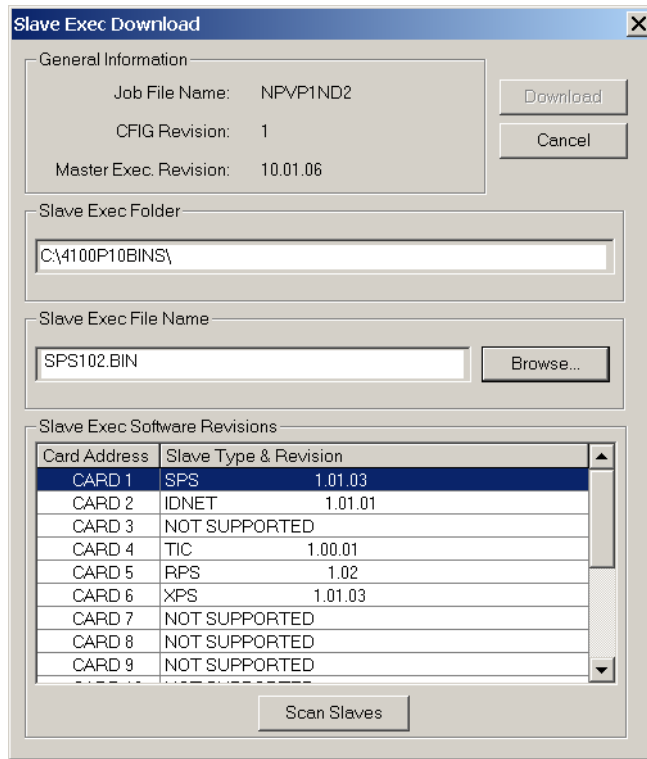 Slave Exec Download
General Information
Job File Name: NPVP1ND2
CFIG Revision: 1
Master Exec. Revision: 10.01.06
Download
Cancel
Slave Exec Folder
C:\4100P10BINS\
Slave Exec File Name
SPS102.BIN
Browse...
Slave Exec Software Revisions
Card Address Slave Type & Revision
CARD 1 SPS 1.01.03
CARD 2 IDNET 1.01.01
CARD 3 NOT SUPPORTED
CARD 4 TIC 1.00.01
CARD 5 RPS 1.02
CARD 6 XPS 1.01.03
CARD 7 NOT SUPPORTED
CARD 8 NOT SUPPORTED
CARD 9 NOT SUPPORTED
Scan Slaves